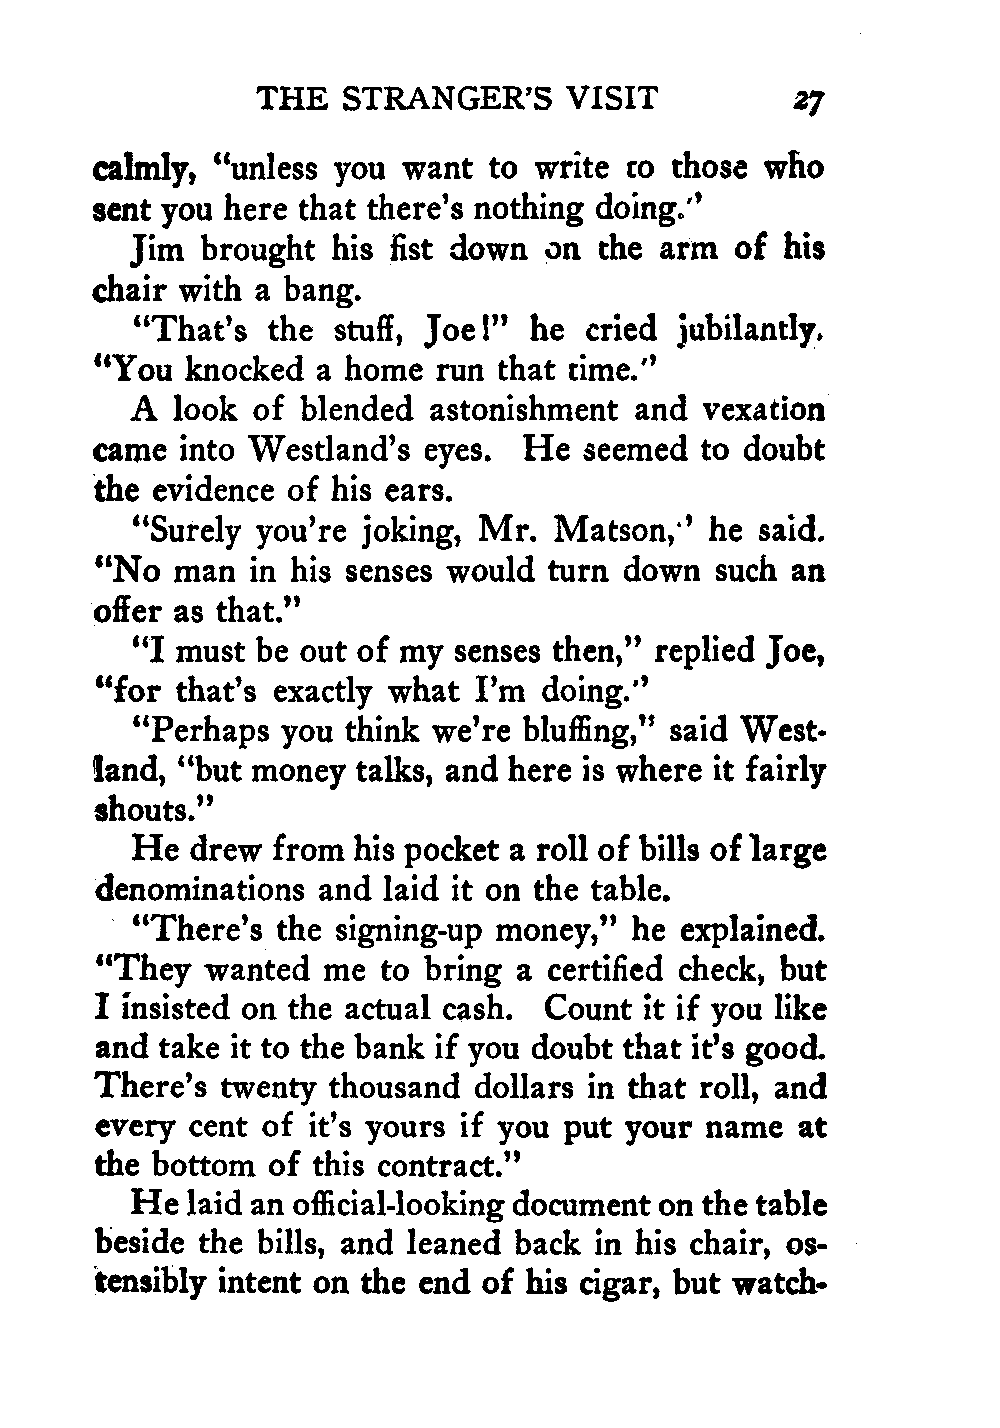 THE STRANGER'S VISIT 27
calmly, "unless you want to write to those who
sent you here that there's nothing doing."
Jim brought his fist down on the arm of his
chair with a bang.
"That's the stuff, Joe!" he cried jubilantly.
"You knocked a home run that time."
A look of blended astonishment and vexation
came into Westland's eyes. He seemed to doubt
the evidence of his ears.
"Surely you're joking, Mr. Matson," he said.
"No man in his senses would turn down such an
offer as that."
"I must be out of my senses then," replied Joe,
"for that's exactly what I'm doing."
"Perhaps you think we're bluffing," said West-
land, "but money talks, and here is where it fairly
shouts."
He drew from his pocket a roll of bills of large
denominations and laid it on the table.
"There's the signing-up money," he explained.
"They wanted me to bring a certified check, but
I insisted on the actual cash. Count it if you like
and take it to the bank if you doubt that it's good.
There's twenty thousand dollars in that roll, and
every cent of it's yours if you put your name at
the bottom of this contract."
He laid an official-looking document on the table
beside the bills, and leaned back in his chair, os-
tensibly intent on the end of his cigar, but watch-